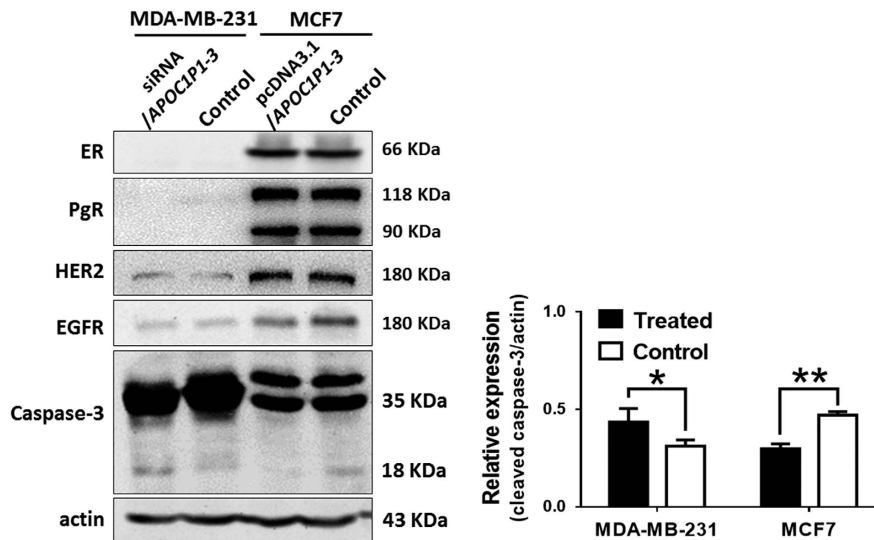 MDA-MB-231 MCF7
siRNA
/APOC1P1-3
Control
pcDNA3.1
/APOC1P1-3
Control
ER 66 KDa
PgR 118 KDa
90 KDa
HER2 180 KDa
EGFR 180 KDa
Caspase-3 35 KDa
18 KDa
actin 43 KDa
Relative expression
(cleaved caspase-3/actin)
1.0
0.5
0.0
Treated
Control
* **
MDA-MB-231 MCF7